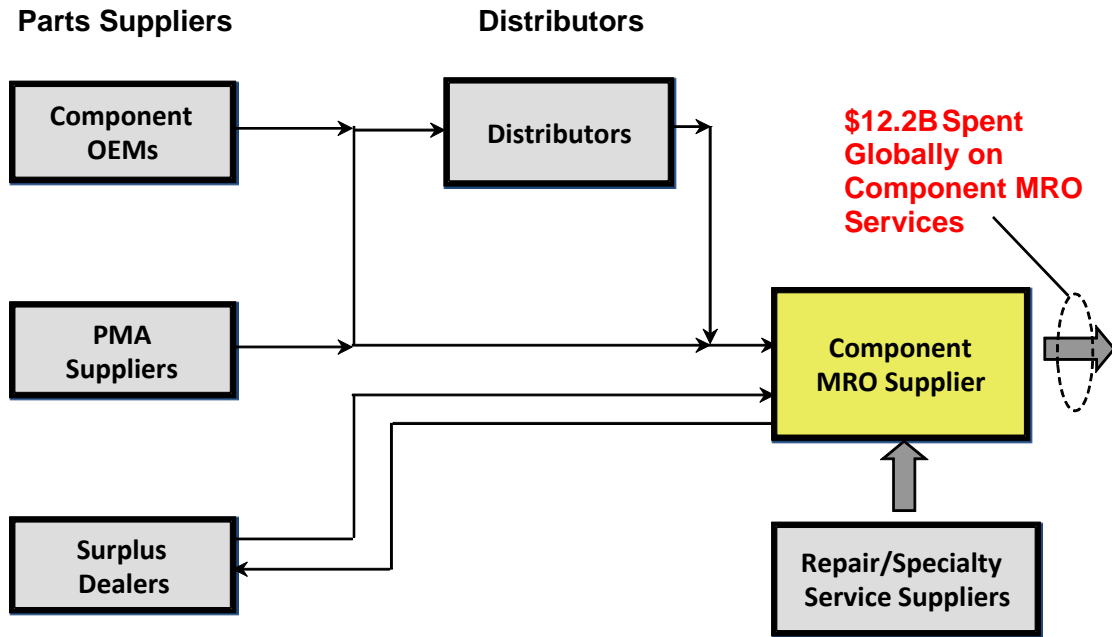 Parts Suppliers
Distributors
Component
OEMs
Distributors
$12.2B Spent
Globally on
Component MRO
Services
PMA
Suppliers
Component
MRO Supplier
Surplus
Dealers
Repair/Specialty
Service Suppliers